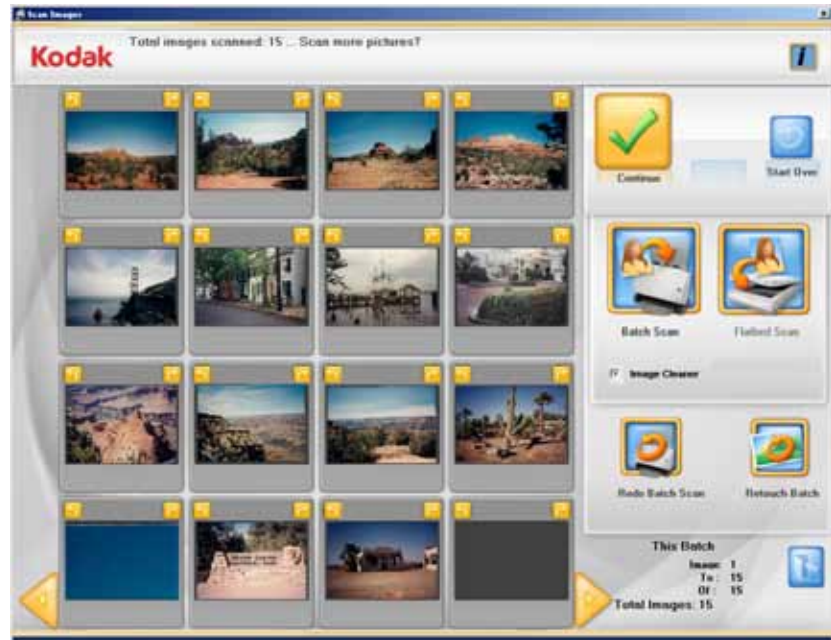 Scan Images
Total images scanned: 15 ... Scan more pictures?
Kodak
i
Continue
Start Over
Batch Scan
Flatbed Scan
Image Cleaner
Redo Batch Scan
Retouch Batch
This Batch
Image: 1
To: 15
Of: 15
Total Images: 15